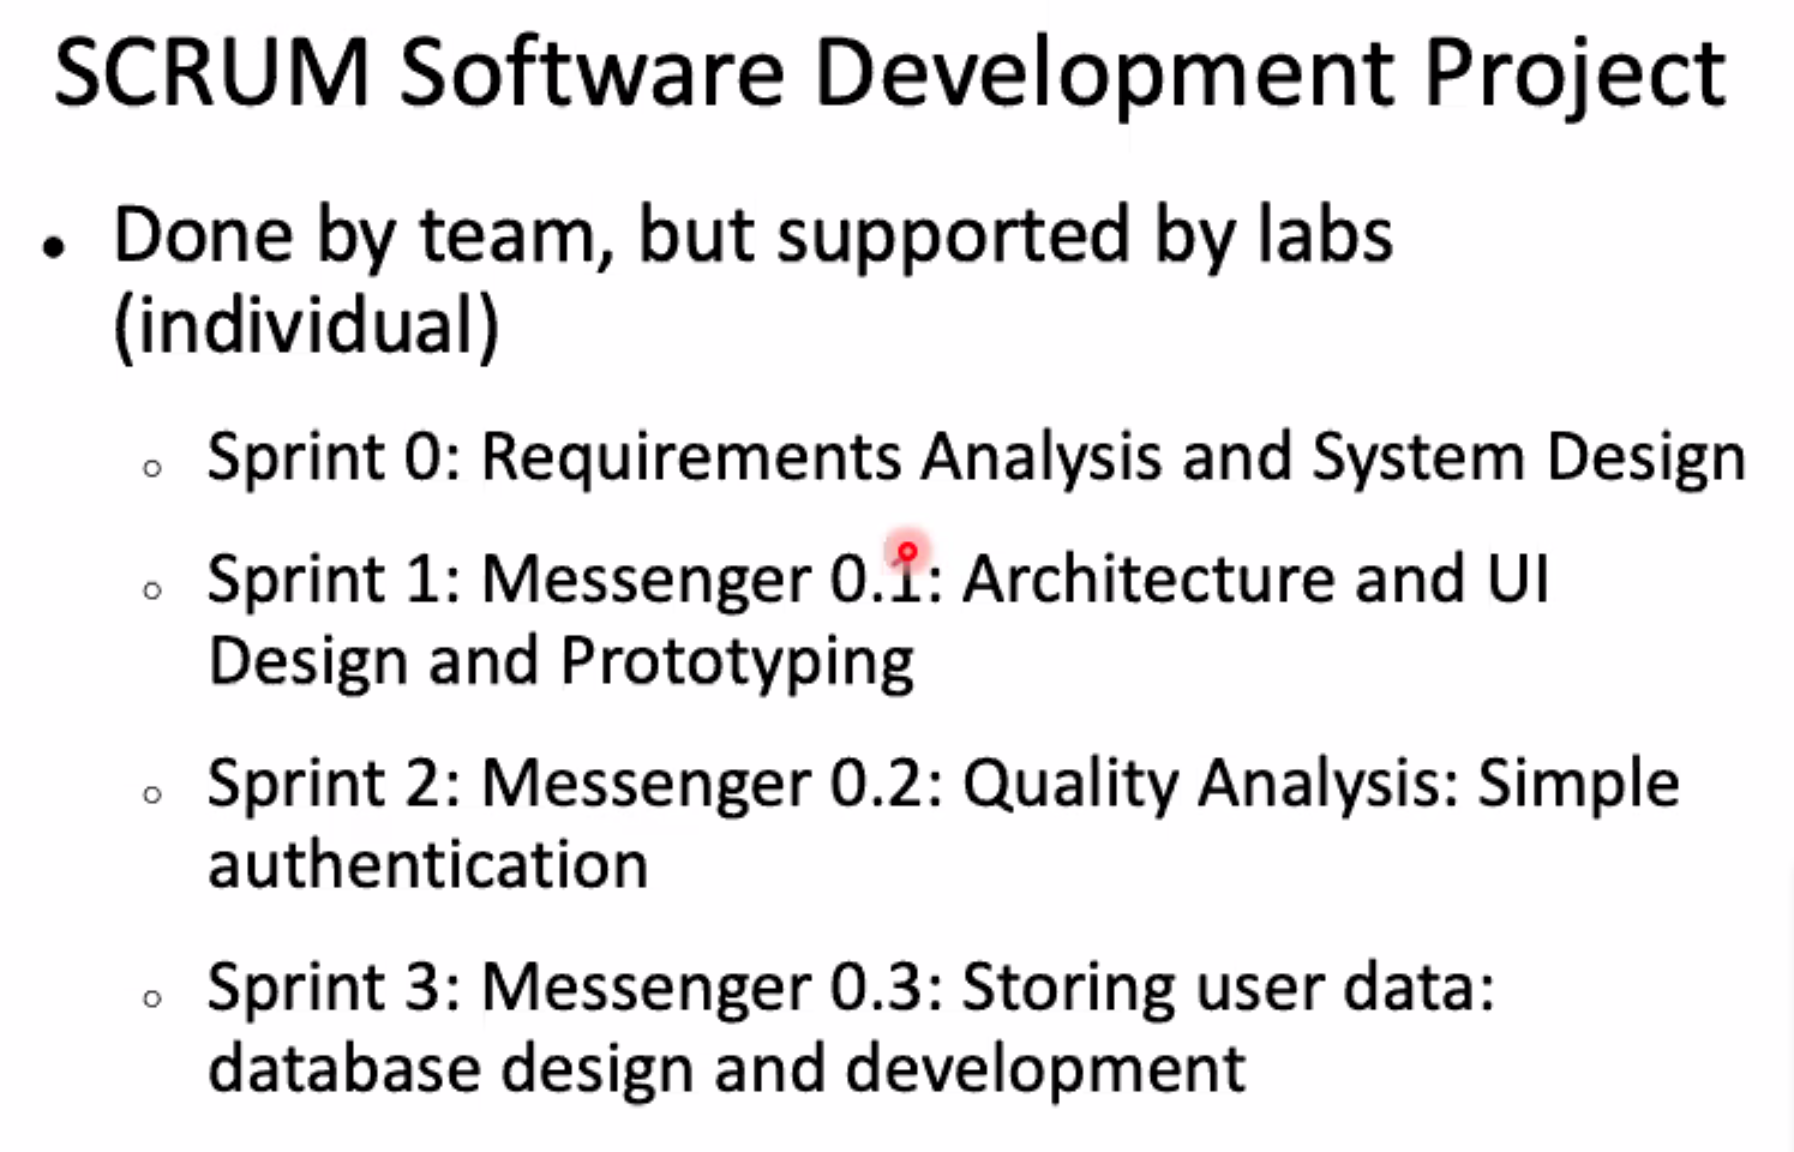 SCRUM Software Development Project
• Done by team, but supported by labs
(individual)
○ Sprint 0: Requirements Analysis and System Design
○ Sprint 1: Messenger 0.1: Architecture and UI
Design and Prototyping
○ Sprint 2: Messenger 0.2: Quality Analysis: Simple
authentication
○ Sprint 3: Messenger 0.3: Storing user data:
database design and development